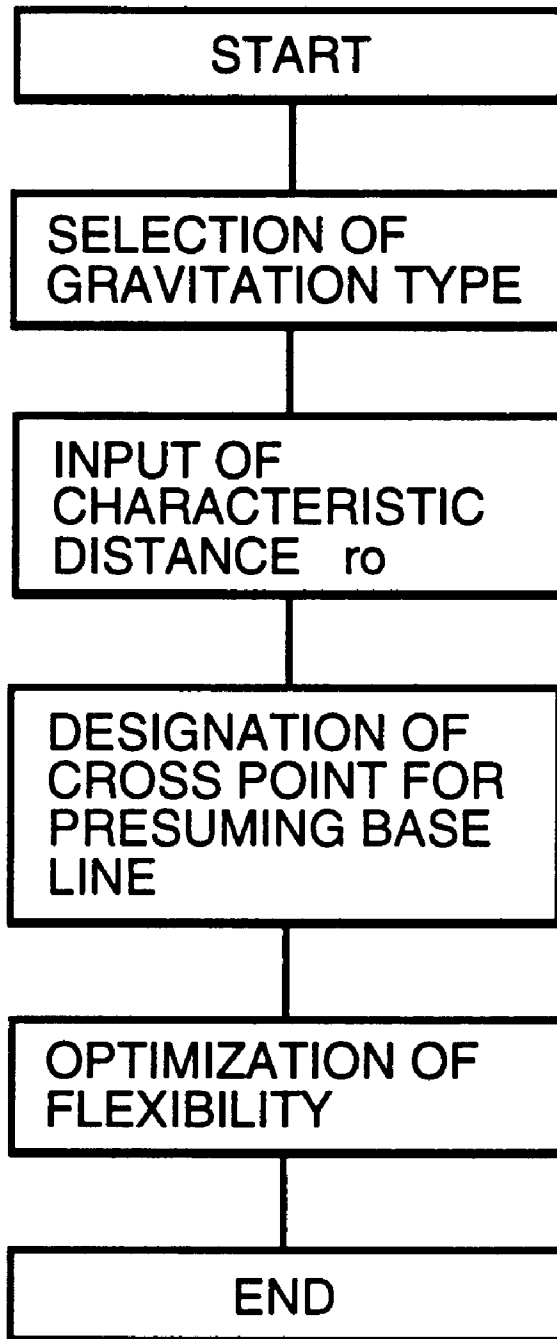 START
SELECTION OF
GRAVITATION TYPE
INPUT OF
CHARACTERISTIC
DISTANCE ro
DESIGNATION OF
CROSS POINT FOR
PRESUMING BASE
LINE
OPTIMIZATION OF
FLEXIBILITY
END